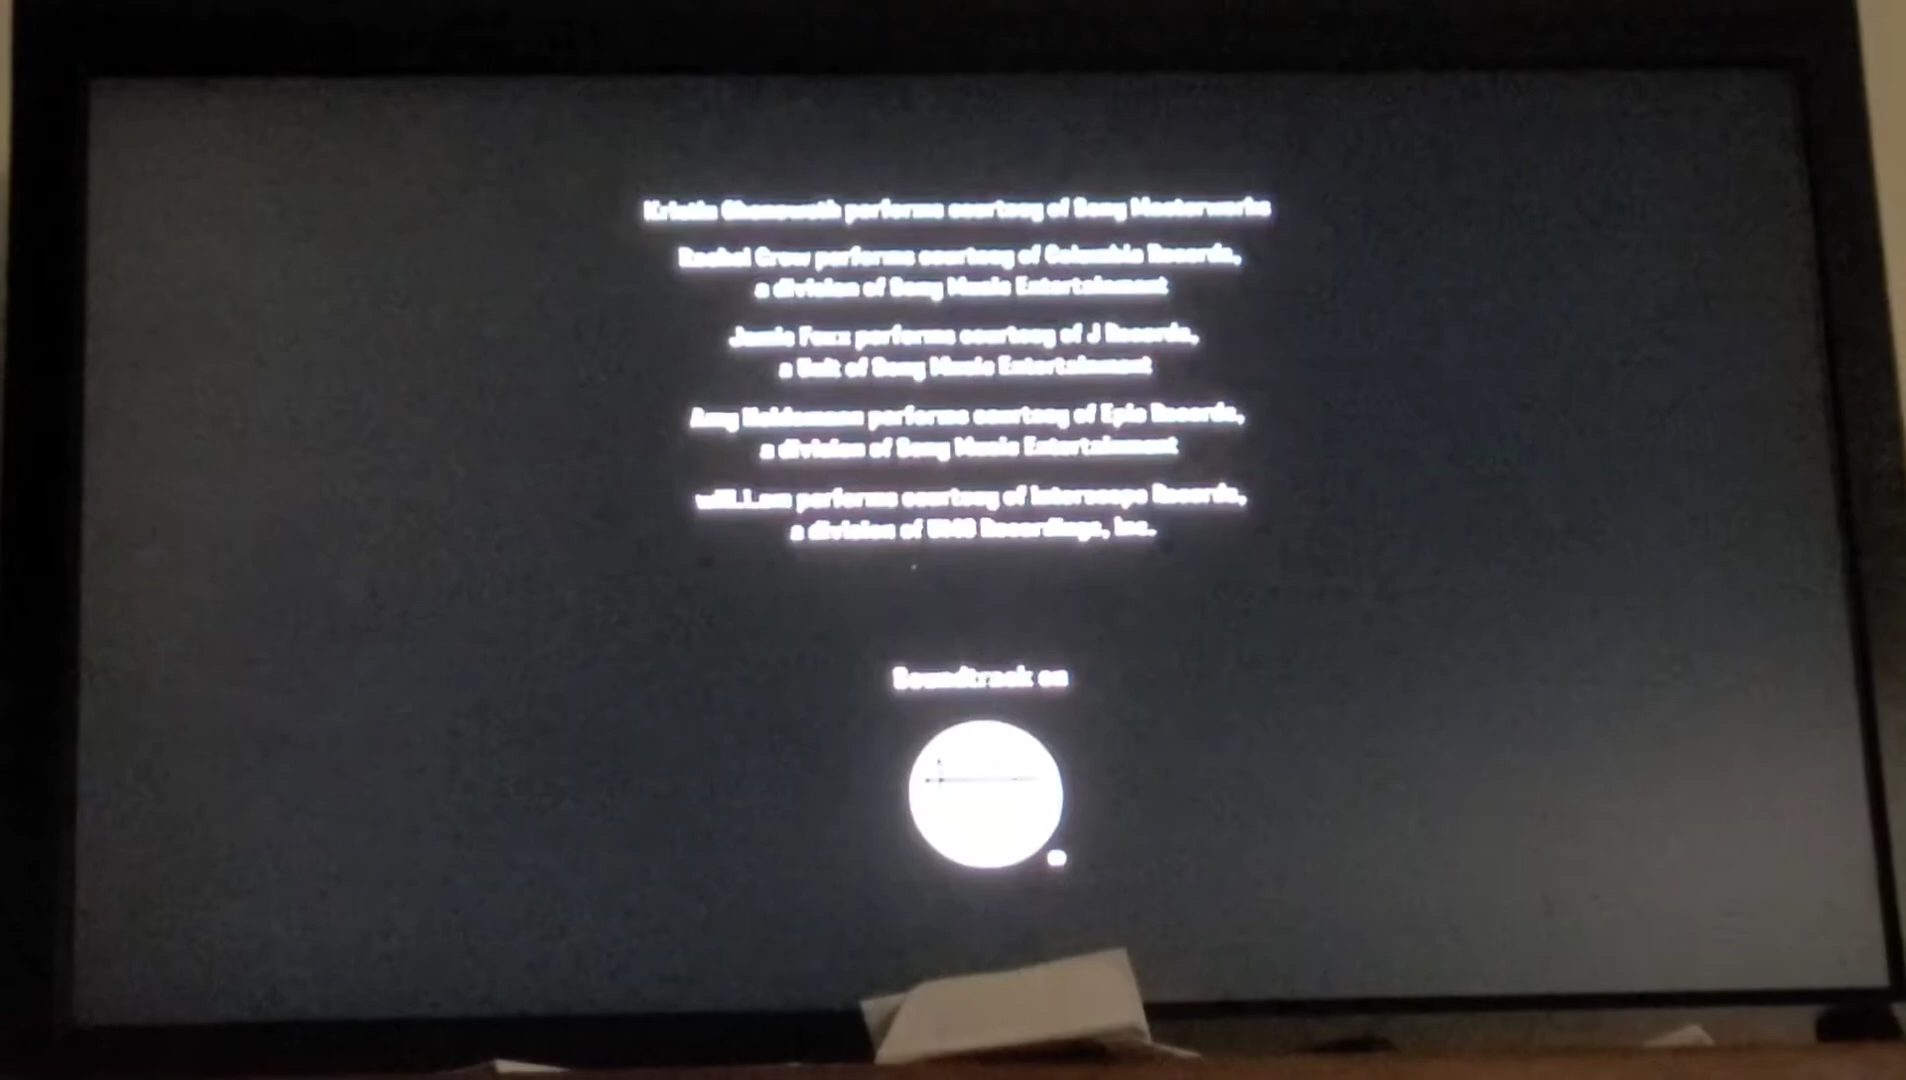 Kristin Chenoweth performs courtesy of Sony Masterworks
Rachel Crow performs courtesy of Columbia Records,
a division of Sony Music Entertainment
Jamie Foxx performs courtesy of J Records,
a Unit of Sony Music Entertainment
Amy Heidemann performs courtesy of Epic Records,
a division of Sony Music Entertainment
will.i.am performs courtesy of Interscope Records,
a division of UMG Recordings, Inc.
Soundtrack on